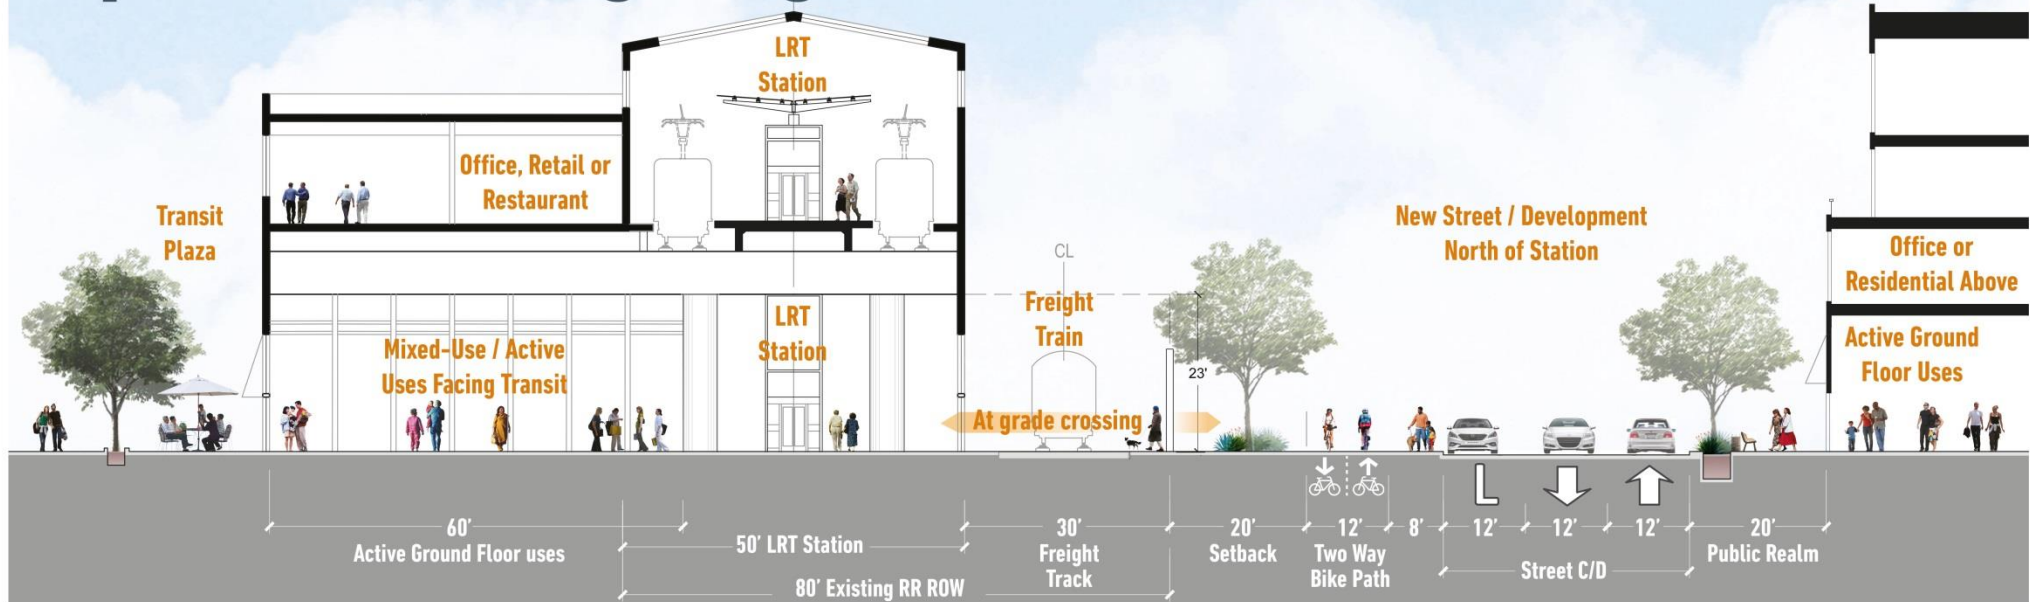 LRT
Station
Office, Retail or
Restaurant
Transit
Plaza
New Street / Development
North of Station
Office or
Residential Above
CL
Freight
Train
LRT
Station
Mixed-Use / Active
Uses Facing Transit
Active Ground
Floor Uses
23'
At grade crossing
L
60'
Active Ground Floor uses
50' LRT Station
80' Existing RR ROW
30'
Freight
Track
20'
Setback
12'
Two Way
Bike Path
8'
12'
12'
12'
Street C/D
20'
Public Realm